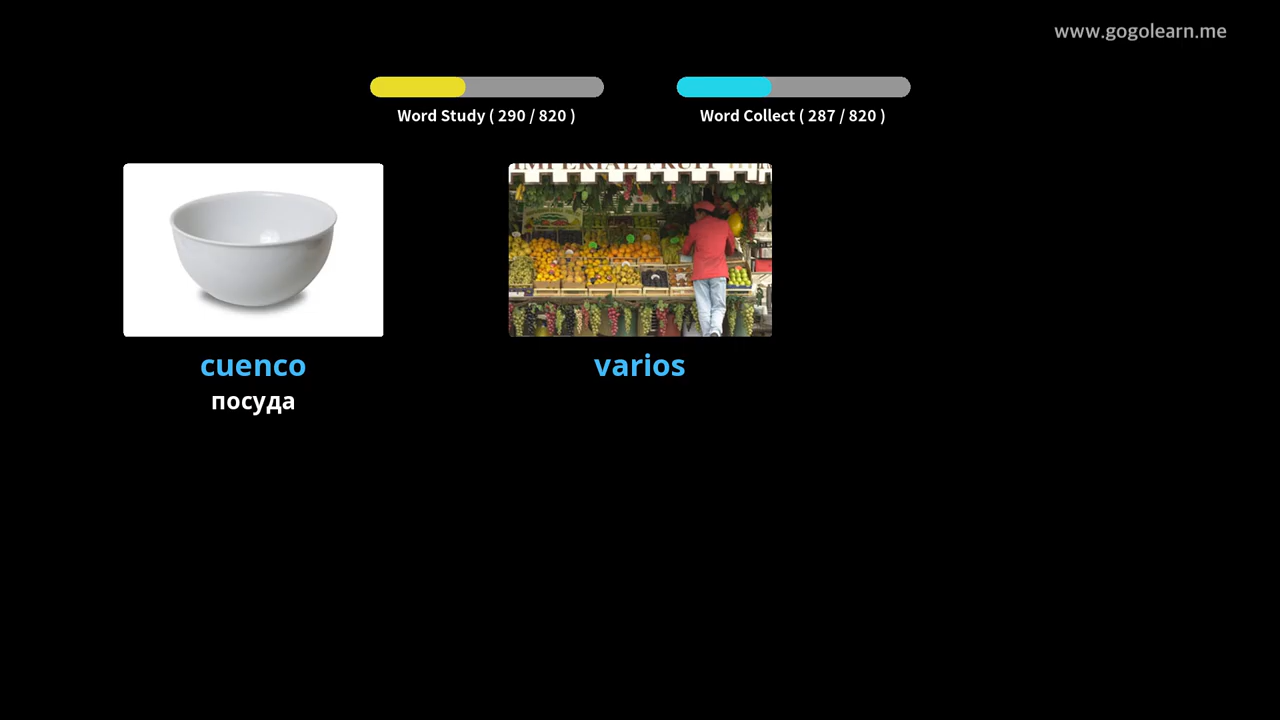 www.gogolearn.me
Word Study ( 290 / 820 )
Word Collect ( 287 / 820 )
cuenco
varios
посуда